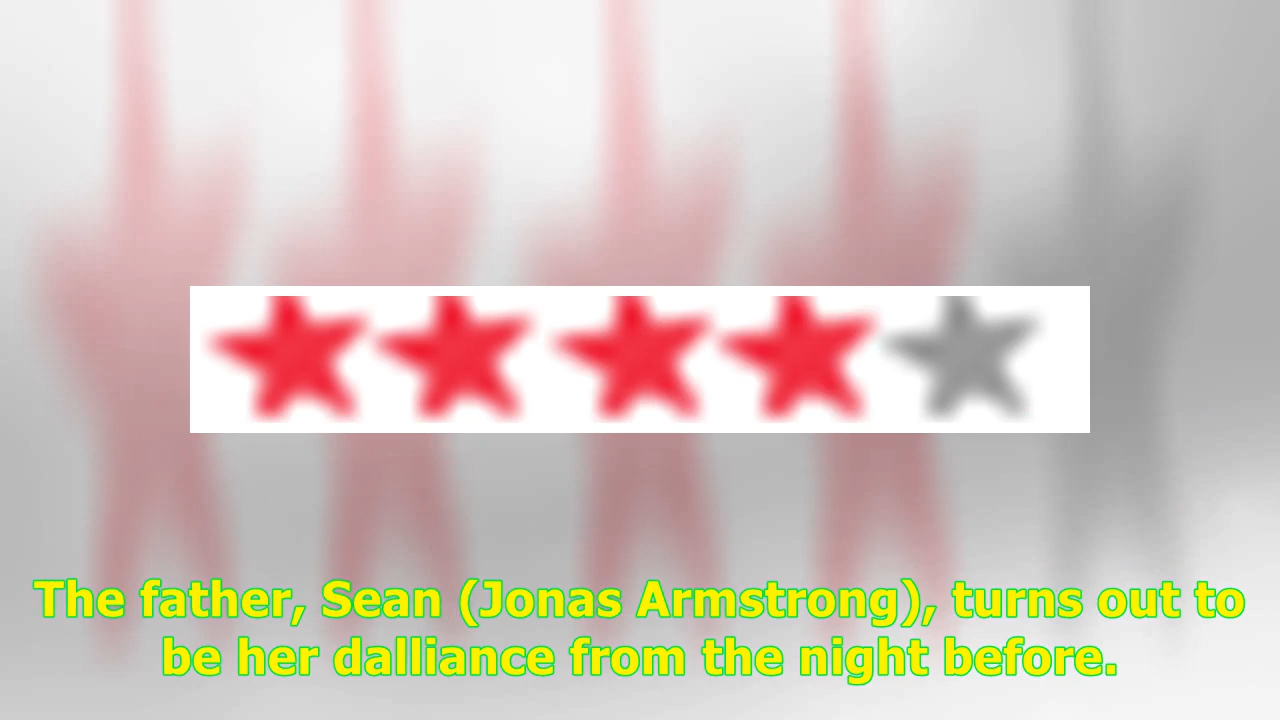 The father, Sean (Jonas Armstrong), turns out to
be her dalliance from the night before.